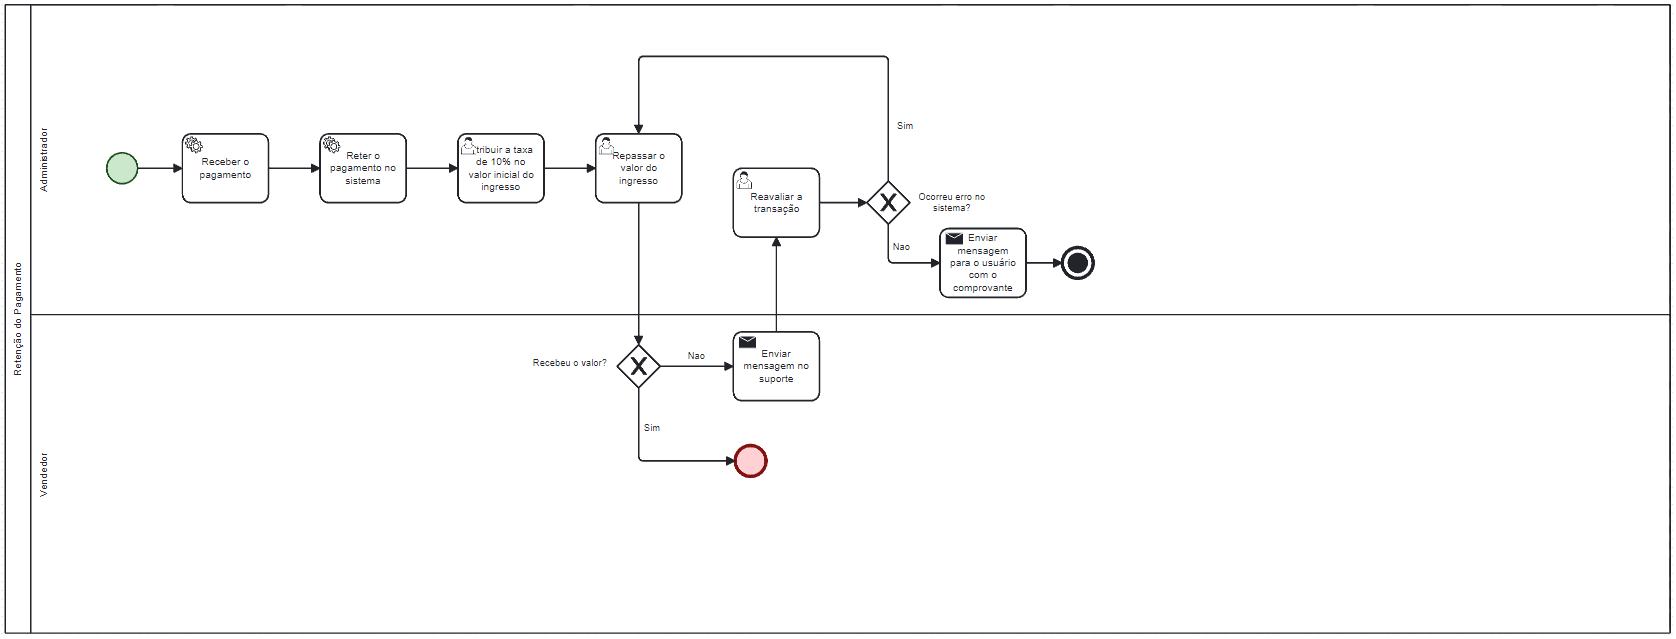 Retenção do Pagamento
Administrador
Receber o
pagamento
Reter o
pagamento no
sistema
tribuir a taxa
de 10% no
valor inicial do
ingresso
Repassar o
valor do
ingresso
Reavaliar a
transação
Sim
Ocorreu erro no
sistema?
Nao
Enviar
mensagem
para o usuário
com o
comprovante
Vendedor
Recebeu o valor?
Nao
Enviar
mensagem no
suporte
Sim